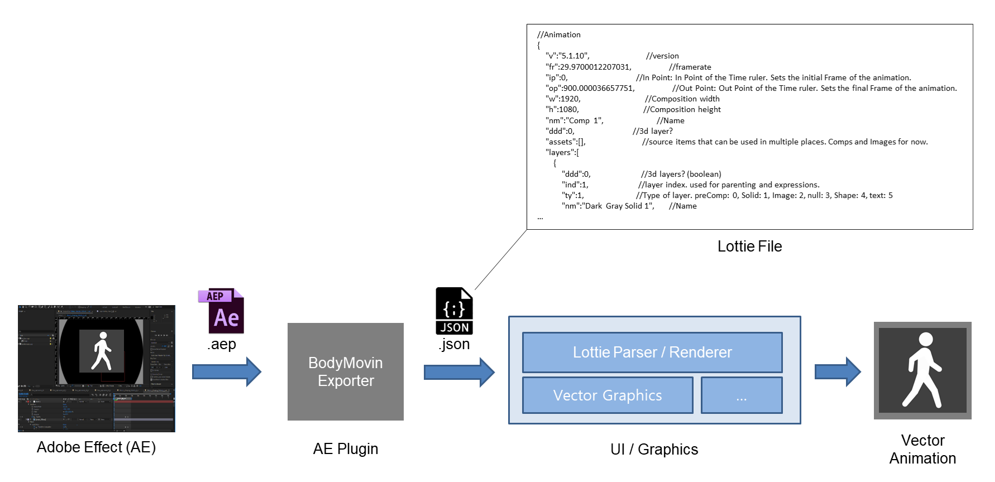 //Animation
{
"v":"5.1.10", //version
"fr":29.9700012207031, //framerate
"ip":0, //In Point: In Point of the Time ruler. Sets the initial Frame of the animation.
"op":900.000036657751, //Out Point: Out Point of the Time ruler. Sets the final Frame of the animation.
"w":1920, //Composition width
"h":1080, //Composition height
"nm":"Comp 1", //Name
"ddd":0, //3d layer?
"assets":[], //source items that can be used in multiple places. Comps and Images for now.
"layers":[
{
"ddd":0, //3d layers? (boolean)
"ind":1, //layer index. used for parenting and expressions.
"ty":1, //Type of layer. preComp: 0, Solid: 1, Image: 2, null: 3, Shape: 4, text: 5
"nm":"Dark Gray Solid 1", //Name
...
Lottie File
AEP
Ae
.aep
{;}
JSON
.json
BodyMovin
Exporter
Lottie Parser / Renderer
Vector Graphics
...
Adobe Effect (AE)
AE Plugin
UI / Graphics
Vector
Animation